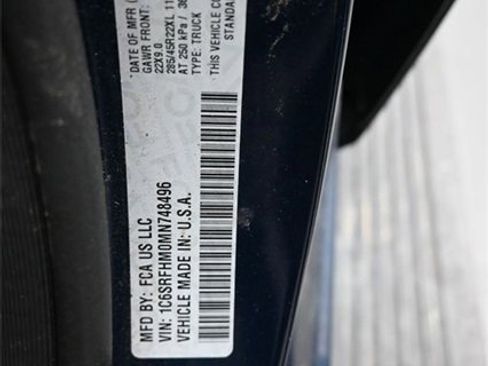 MFD BY: FCA US LLC
VIN: 1C6SRFHM0MN748496
VEHICLE MADE IN: U.S.A.
*DATE OF MFR
GAWR FRONT:
22X9.0
285/45R22XL
AT 250 kPa /
TYPE: TRUCK
THIS VEHICLE
STANDA